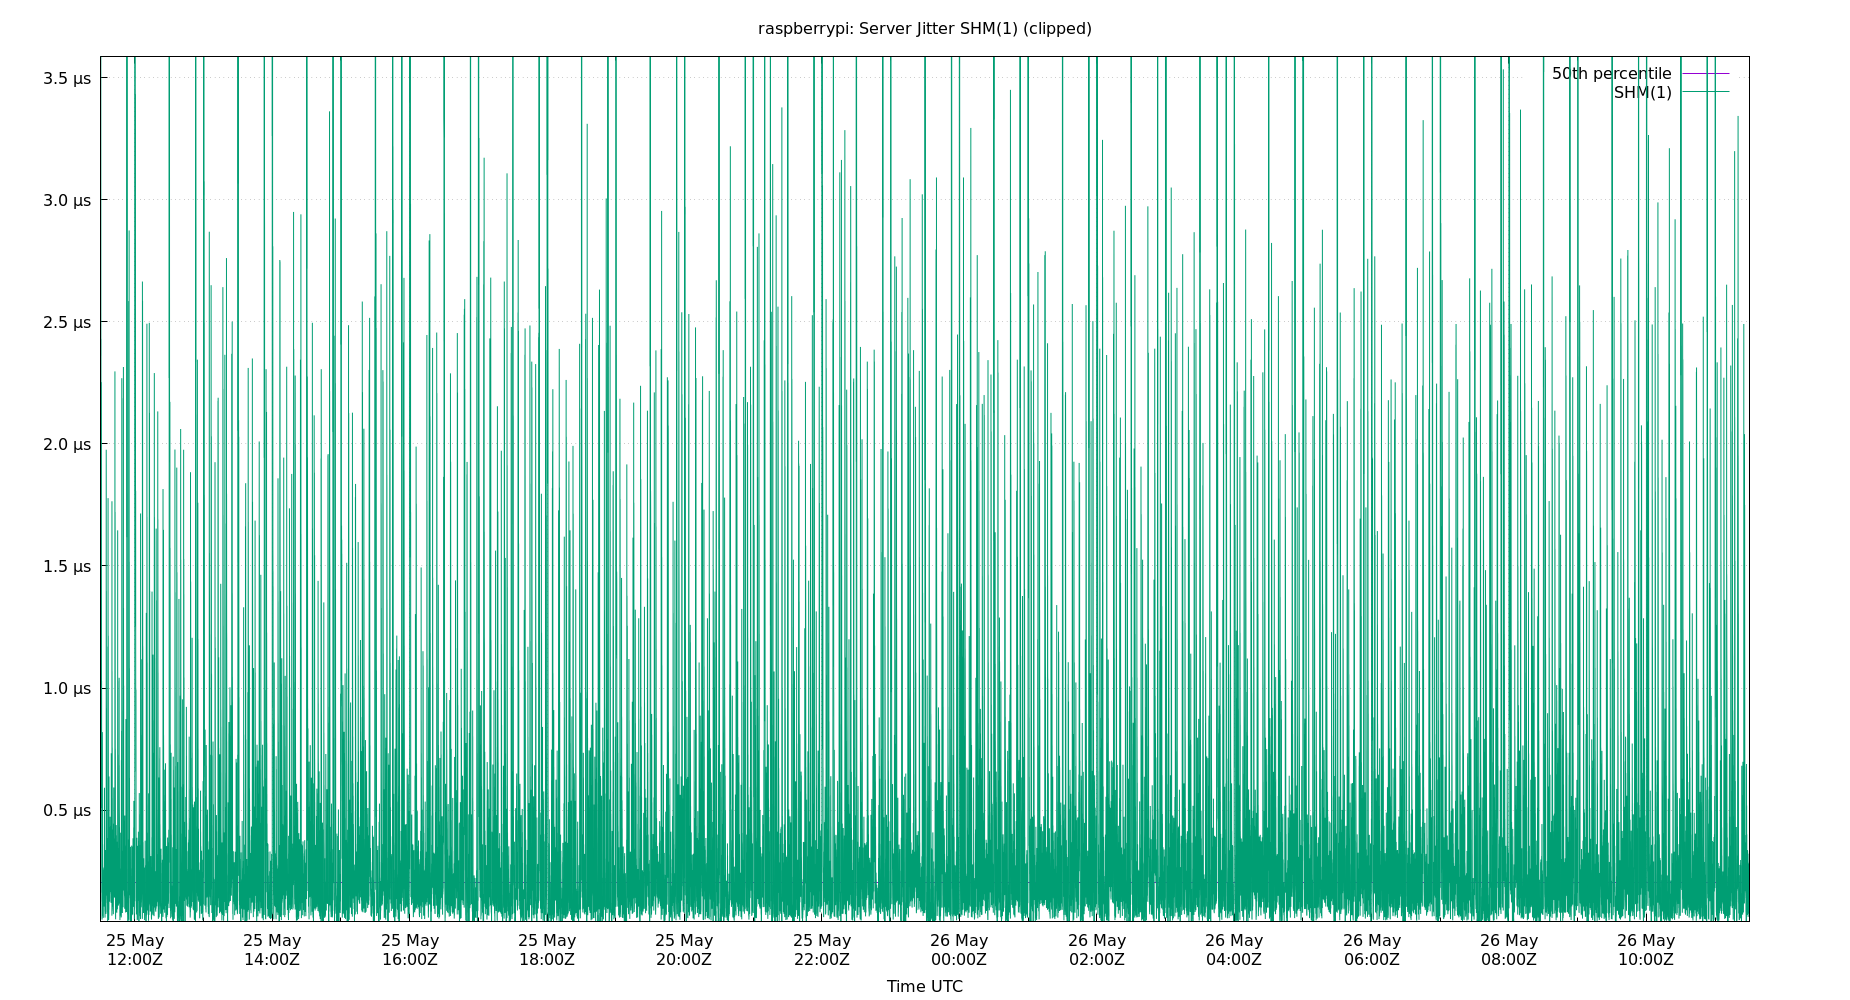 raspberrypi: Server Jitter SHM(1) (clipped)
50th percentile
SHM(1)
3.5 μs
3.0 μs
2.5 μs
2.0 μs
1.5 μs
1.0 μs
0.5 μs
25 May 25 May 25 May 25 May 25 May 25 May 26 May 26 May 26 May 26 May 26 May 26 May
12:00Z 14:00Z 16:00Z 18:00Z 20:00Z 22:00Z 00:00Z 02:00Z 04:00Z 06:00Z 08:00Z 10:00Z
Time UTC